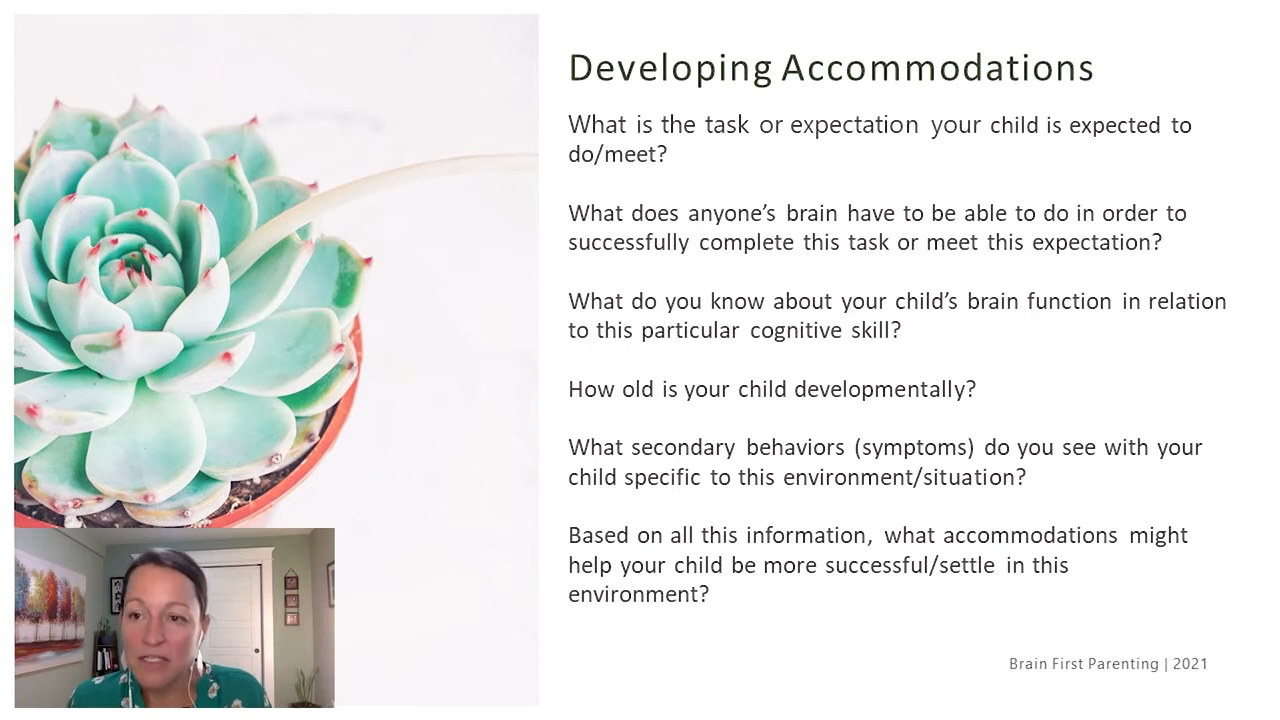 Developing Accommodations
What is the task or expectation your child is expected to
do/meet?
What does anyone’s brain have to be able to do in order to
successfully complete this task or meet this expectation?
What do you know about your child’s brain function in relation
to this particular cognitive skill?
How old is your child developmentally?
What secondary behaviors (symptoms) do you see with your
child specific to this environment/situation?
Based on all this information, what accommodations might
help your child be more successful/settle in this
environment?
Brain First Parenting | 2021